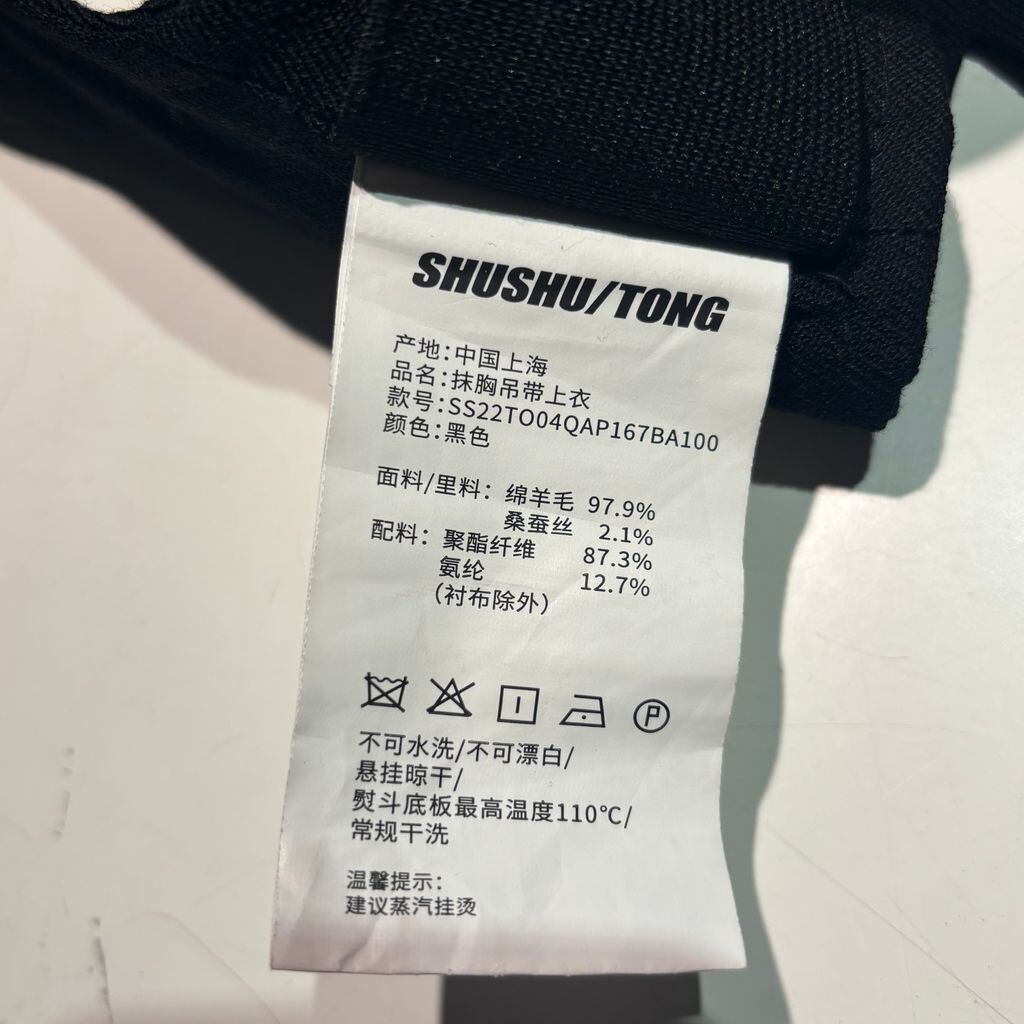 SHUSHU/TONG
产地:中国上海
品名:抹胸吊带上衣
款号:SS22TO04QAP167BA100
颜色:黑色
面料/里料: 绵羊毛 97.9%
桑蚕丝 2.1%
配料: 聚酯纤维 87.3%
氨纶 12.7%
(衬布除外)
P
不可水洗/不可漂白/
悬挂晾干/
熨斗底板最高温度110℃/
常规干洗
温馨提示:
建议蒸汽挂烫